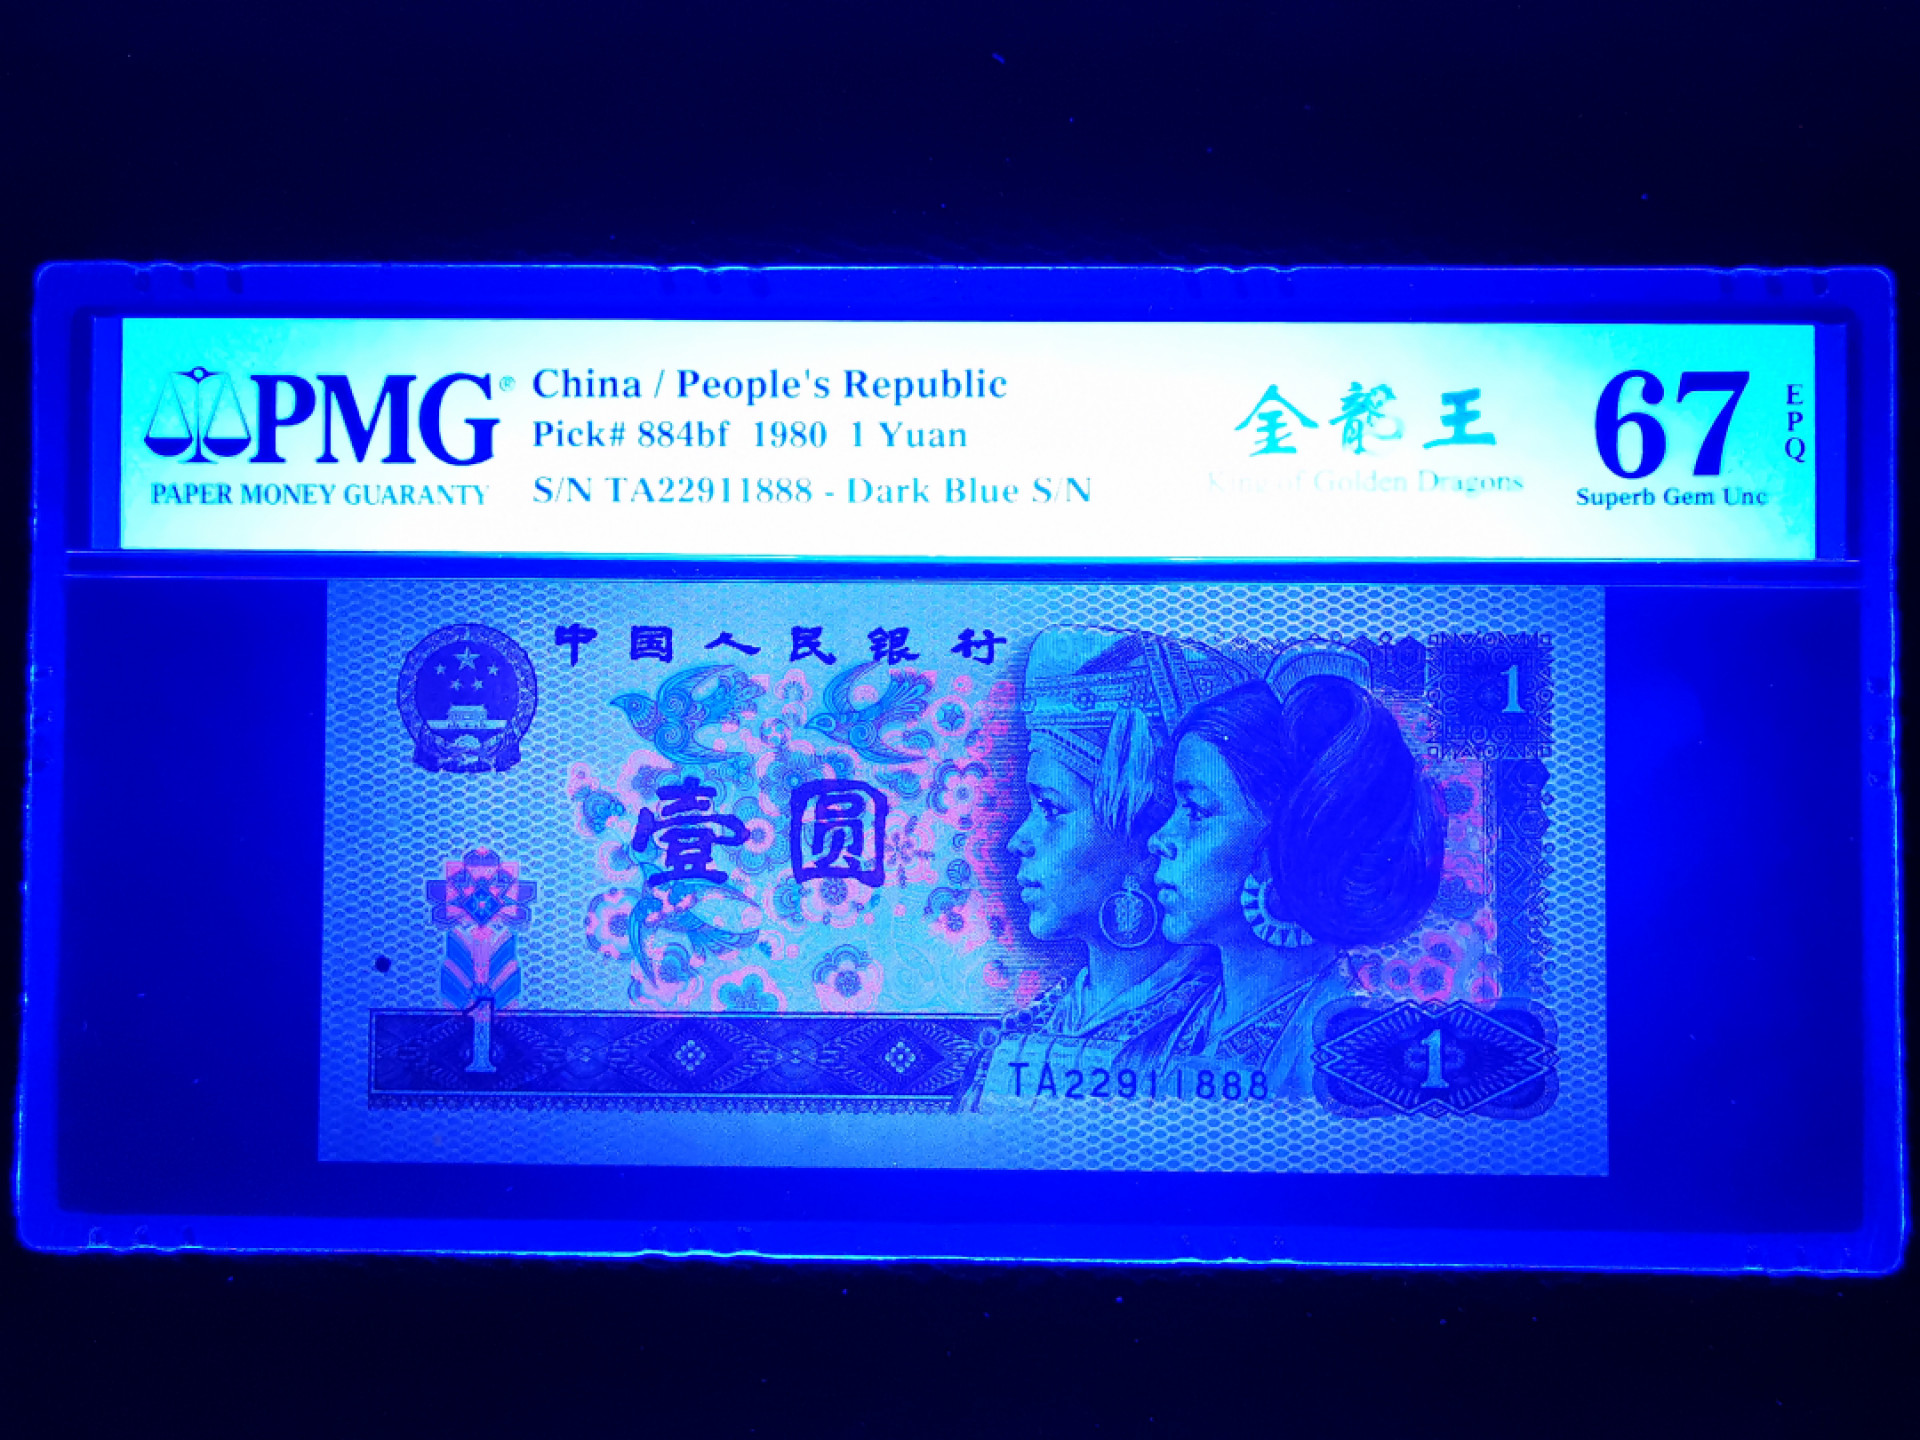 PMG®
PAPER MONEY GUARANTY
China / People's Republic
Pick# 884bf 1980 1 Yuan
S/N TA22911888 - Dark Blue S/N
金龍王
King of Golden Dragons
67
EPQ
Superb Gem Unc
中国人民银行
1
壹圆
1
1
TA22911888